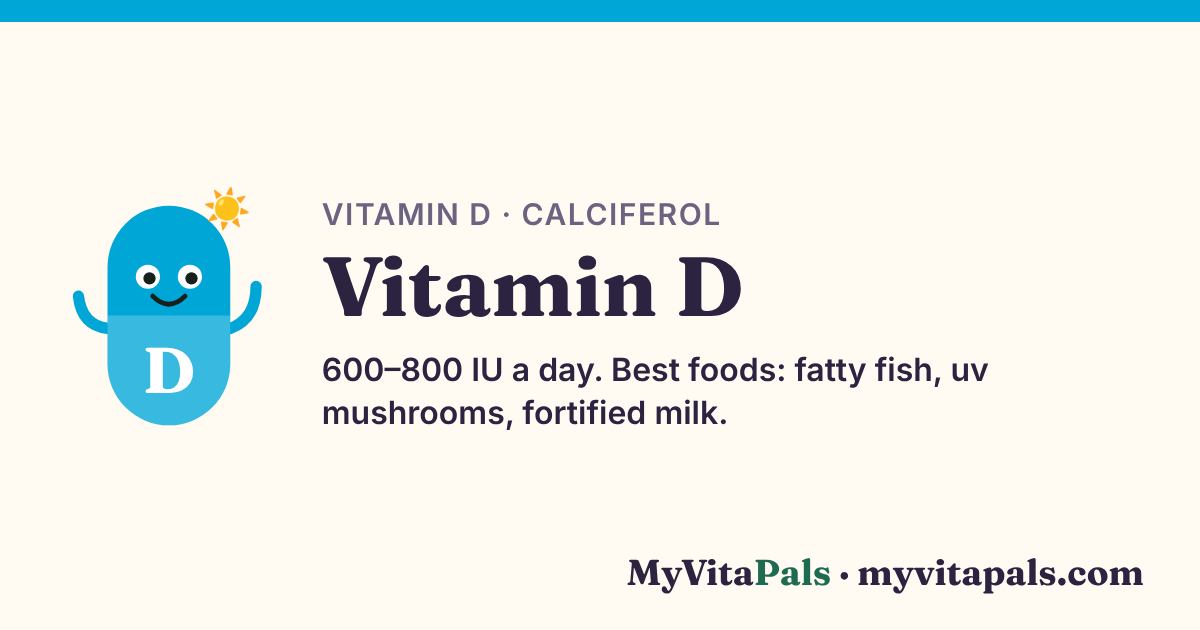 VITAMIN D · CALCIFEROL
Vitamin D
D
600–800 IU a day. Best foods: fatty fish, uv
mushrooms, fortified milk.
MyVitaPals · myvitapals.com